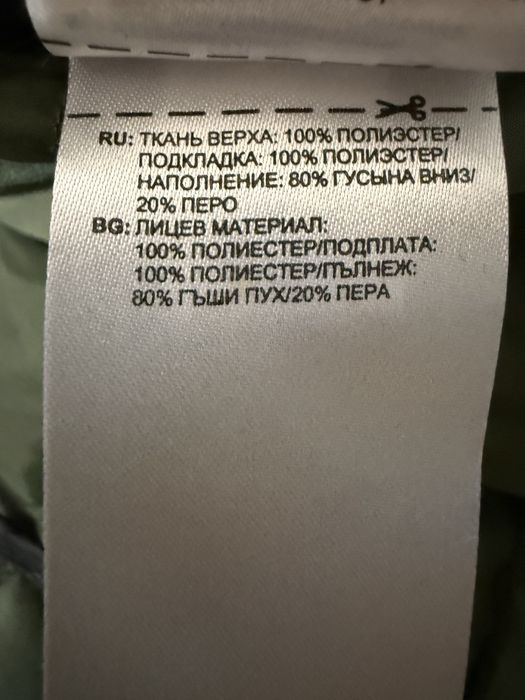 RU: ТКАНЬ ВЕРХА: 100% ПОЛИЭСТЕР/
ПОДКЛАДКА: 100% ПОЛИЭСТЕР/
НАПОЛНЕНИЕ: 80% ГУСЫНА ВНИЗ/
20% ПЕРО
BG: ЛИЦЕВ МАТЕРИАЛ:
100% ПОЛИЕСТЕР/ПОДПЛАТА:
100% ПОЛИЕСТЕР/ПЪЛНЕЖ:
80% ГЪШИ ПУХ/20% ПЕРА